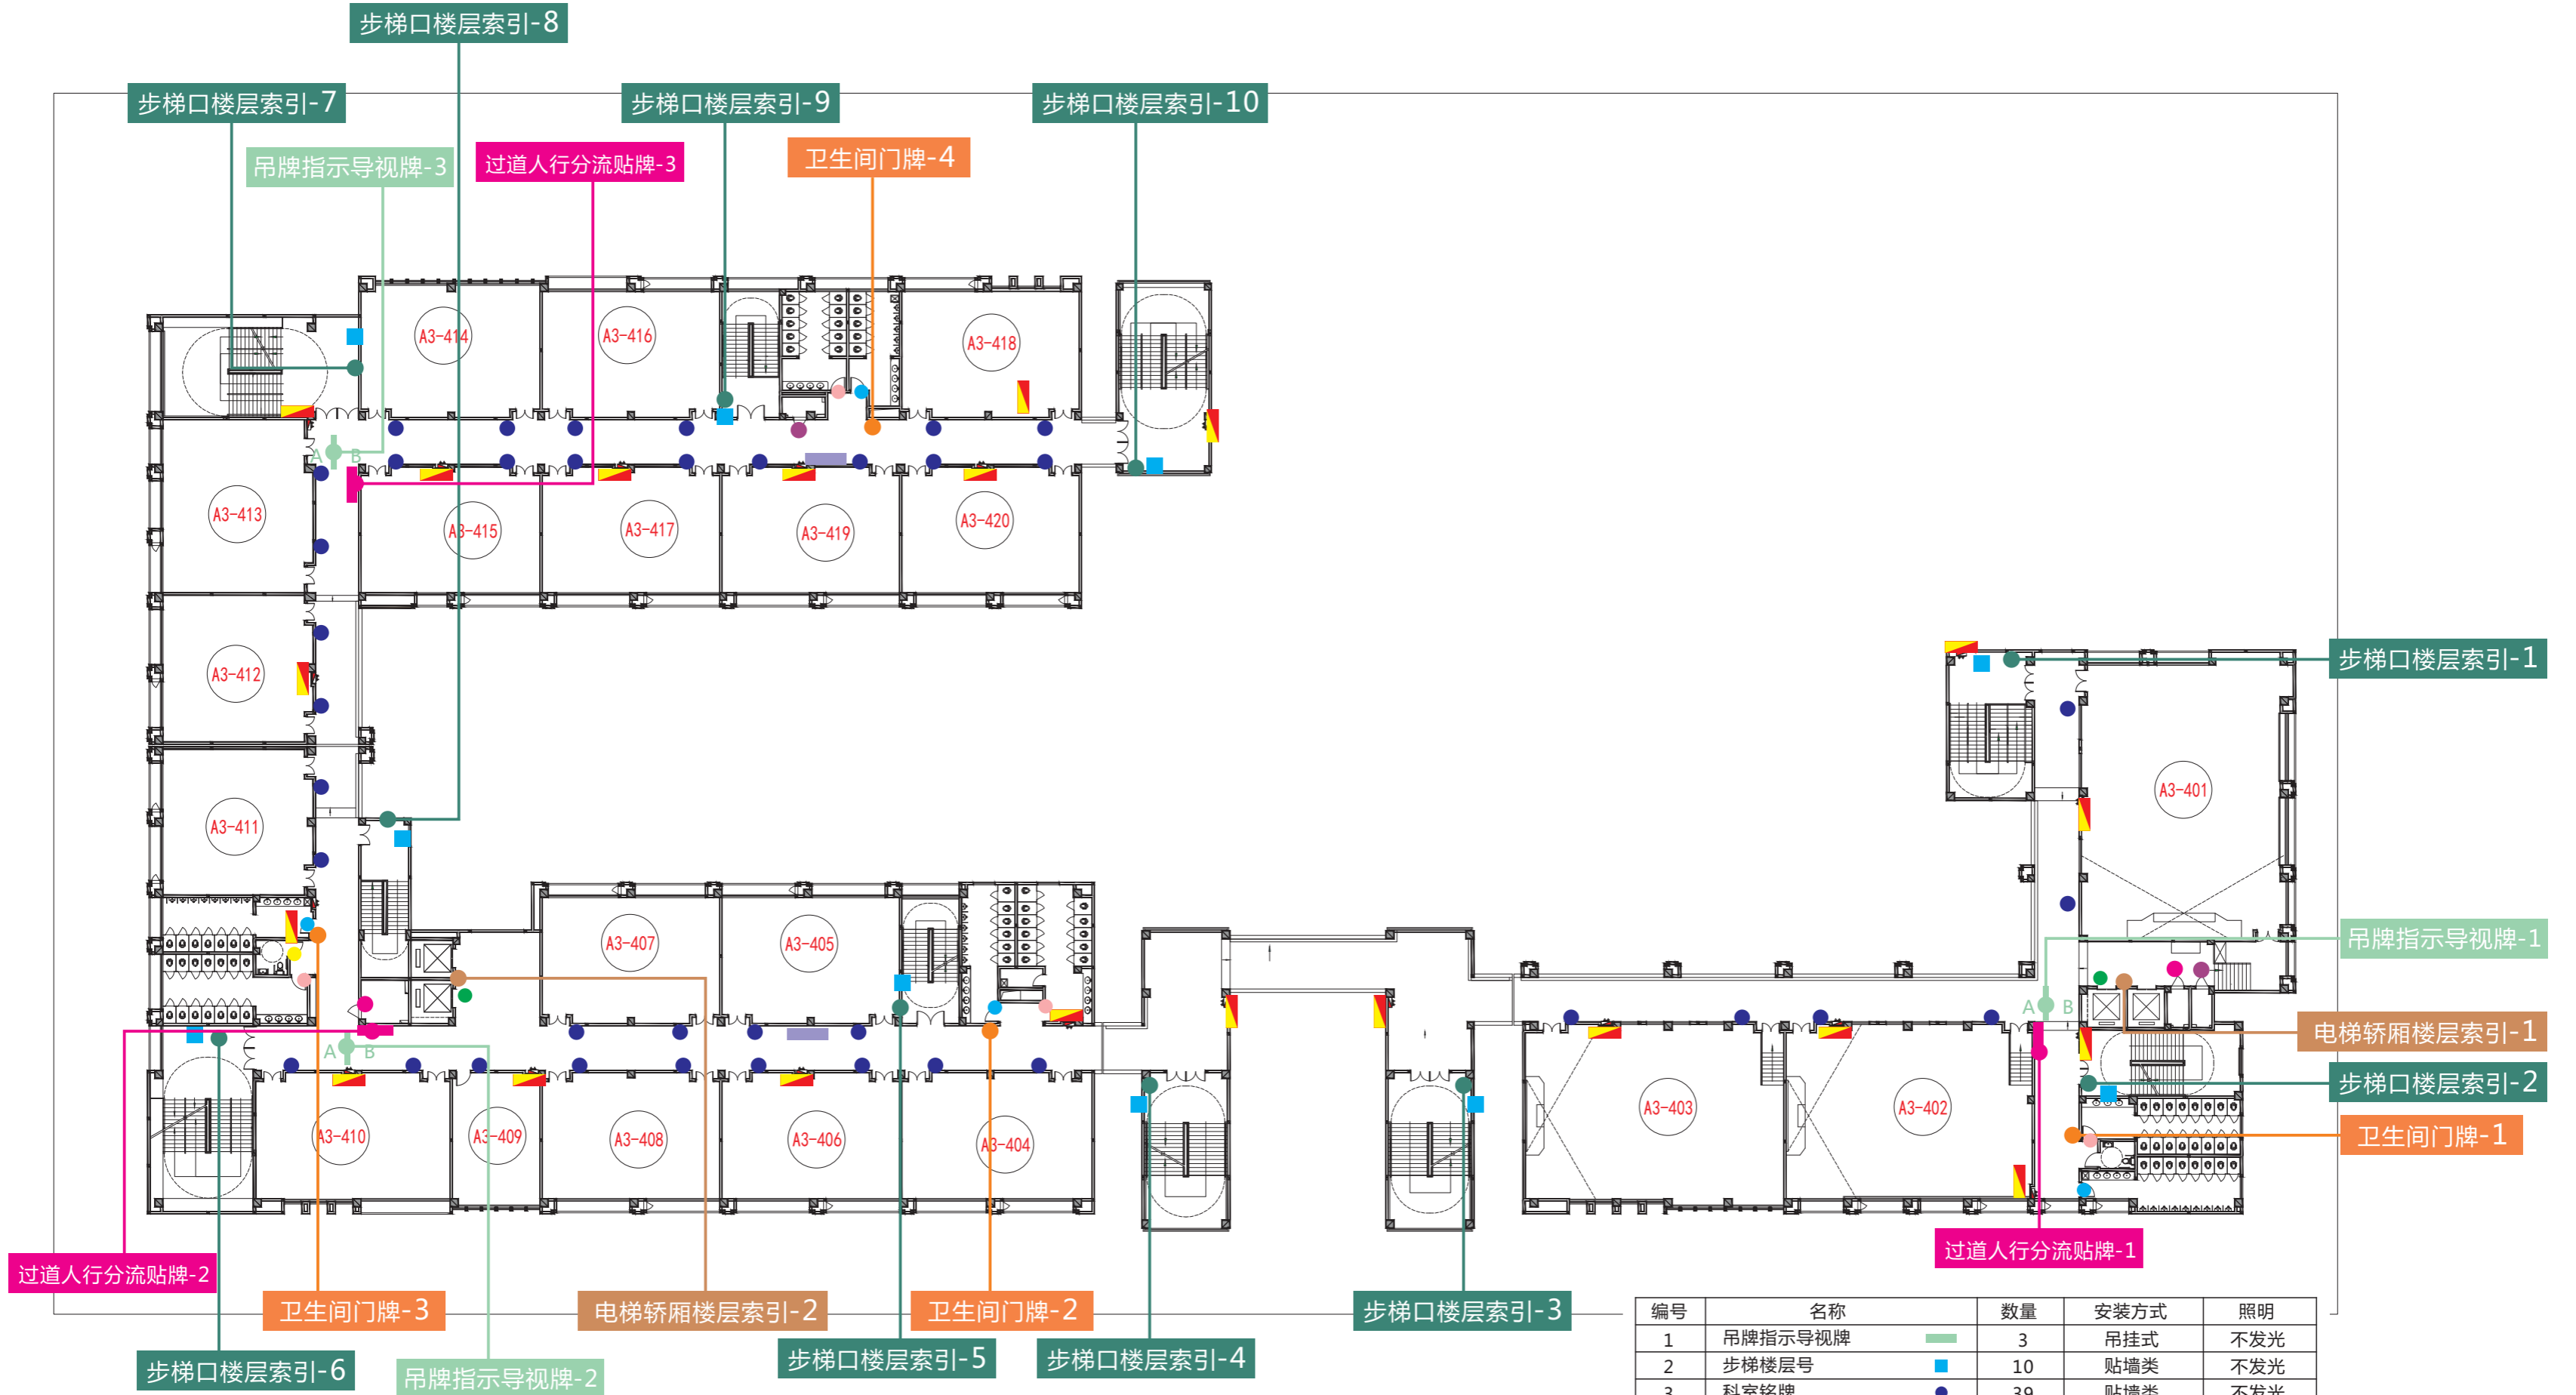 步梯口楼层索引-8
步梯口楼层索引-7
步梯口楼层索引-9
步梯口楼层索引-10
吊牌指示导视牌-3
过道人行分流贴牌-3
卫生间门牌-4
A3-414
A3-416
A3-418
A B
A3-413
A3-415
A3-417
A3-419
A3-420
A3-412
步梯口楼层索引-1
A3-401
A3-411
A3-407
A3-405
吊牌指示导视牌-1
A B
电梯轿厢楼层索引-1
A B
步梯口楼层索引-2
A3-410
A3-409
A3-408
A3-406
A3-404
A3-403
A3-402
卫生间门牌-1
过道人行分流贴牌-2
过道人行分流贴牌-1
卫生间门牌-3
电梯轿厢楼层索引-2
卫生间门牌-2
步梯口楼层索引-3
步梯口楼层索引-6
吊牌指示导视牌-2
步梯口楼层索引-5
步梯口楼层索引-4
编号 名称 数量 安装方式 照明
1 吊牌指示导视牌 3 吊挂式 不发光
2 步梯楼层号 10 贴墙类 不发光
3 科室铭牌 39 贴墙类 不发光